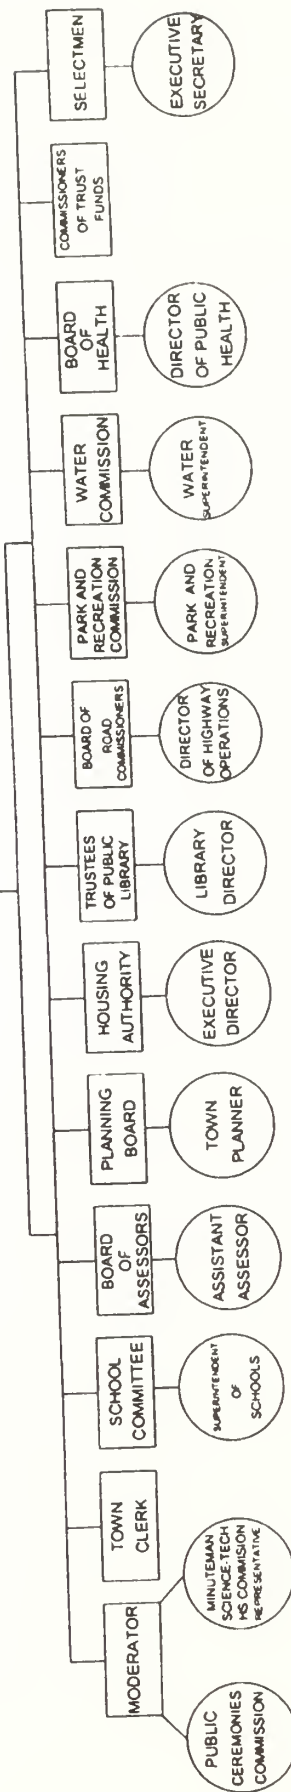 MODERATOR
TOWN
CLERK
SCHOOL
COMMITTEE
BOARD
OF
ASSESSORS
PLANNING
BOARD
HOUSING
AUTHORITY
TRUSTEES
OF PUBLIC
LIBRARY
BOARD OF
ROAD
COMMISSIONERS
PARK AND
RECREATION
COMMISSION
WATER
COMMISSION
BOARD
OF
HEALTH
COMMISSIONERS
OF TRUST
FUNDS
SELECTMEN
PUBLIC
CEREMONIES
COMMISSION
MINUTEMAN
SCIENCE-TECH
HS COMMISION
REPRESENTATIVE
SUPERINTENDENT
OF
SCHOOLS
ASSISTANT
ASSESSOR
TOWN
PLANNER
EXECUTIVE
DIRECTOR
LIBRARY
DIRECTOR
DIRECTOR
OF HIGHWAY
OPERATIONS
PARK AND
RECREATION
SUPERINTENDENT
WATER
SUPERINTENDENT
DIRECTOR
OF PUBLIC
HEALTH
EXECUTIVE
SECRETARY